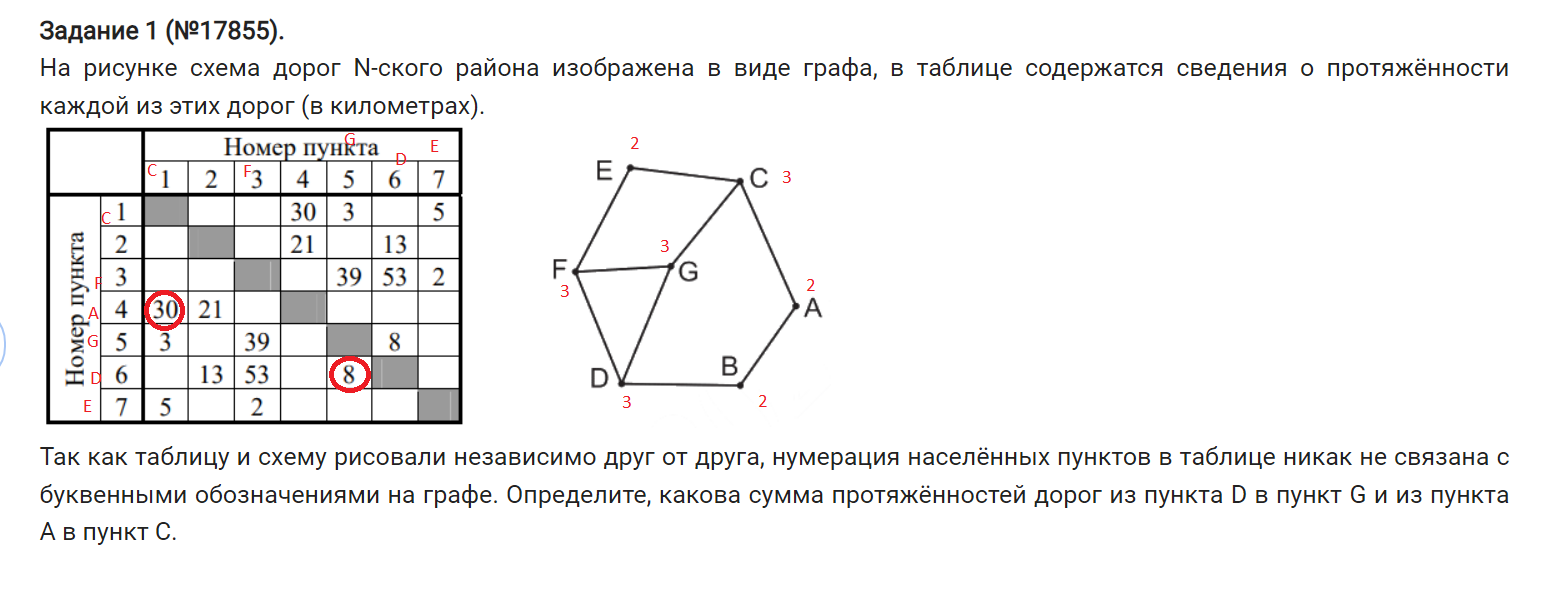 Задание 1 (№17855).
На рисунке схема дорог N-ского района изображена в виде графа, в таблице содержатся сведения о протяжённости
каждой из этих дорог (в километрах).
Номер пункта G E
C 1 2 F 3 4 5 D 6 7
Номер пункта
C 1 30 3 5
2 21 13
F 3 39 53 2
A 4 30 21
G 5 3 39 8
D 6 13 53 8
E 7 5 2
2
E
C 3
3
F G
3
2
A
B
D
3 2
Так как таблицу и схему рисовали независимо друг от друга, нумерация населённых пунктов в таблице никак не связана с
буквенными обозначениями на графе. Определите, какова сумма протяжённостей дорог из пункта D в пункт G и из пункта
A в пункт C.